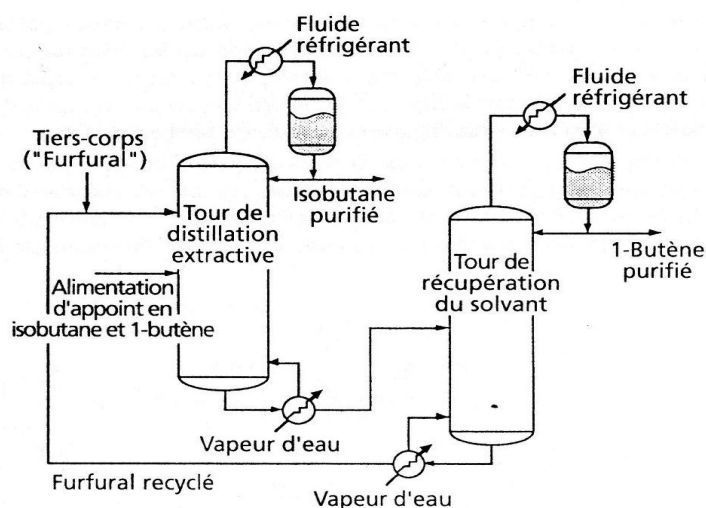 Fluide
réfrigérant
Fluide
réfrigérant
Tiers-corps
("Furfural")
Isobutane
purifié
Tour de
distillation
extractive
1-Butène
purifié
Tour de
récupération
du solvant
Alimentation
d'appoint en
isobutane et 1-butène
Vapeur d'eau
Furfural recyclé
Vapeur d'eau